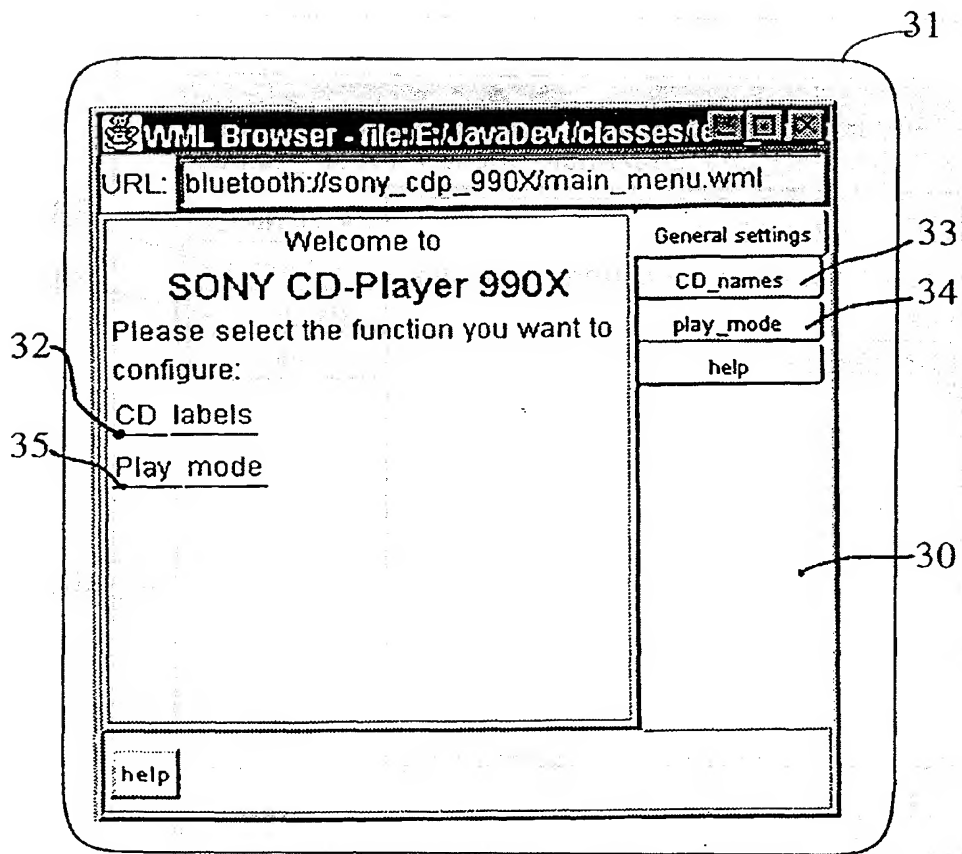 31
WML Browser - file:/E:/JavaDevt/classes/te
URL: bluetooth://sony_cdp_990X/main_menu.wml
Welcome to
SONY CD-Player 990X
Please select the function you want to
configure:
CD labels
Play mode
General settings
CD_names
play_mode
help
33
34
32
35
30
help